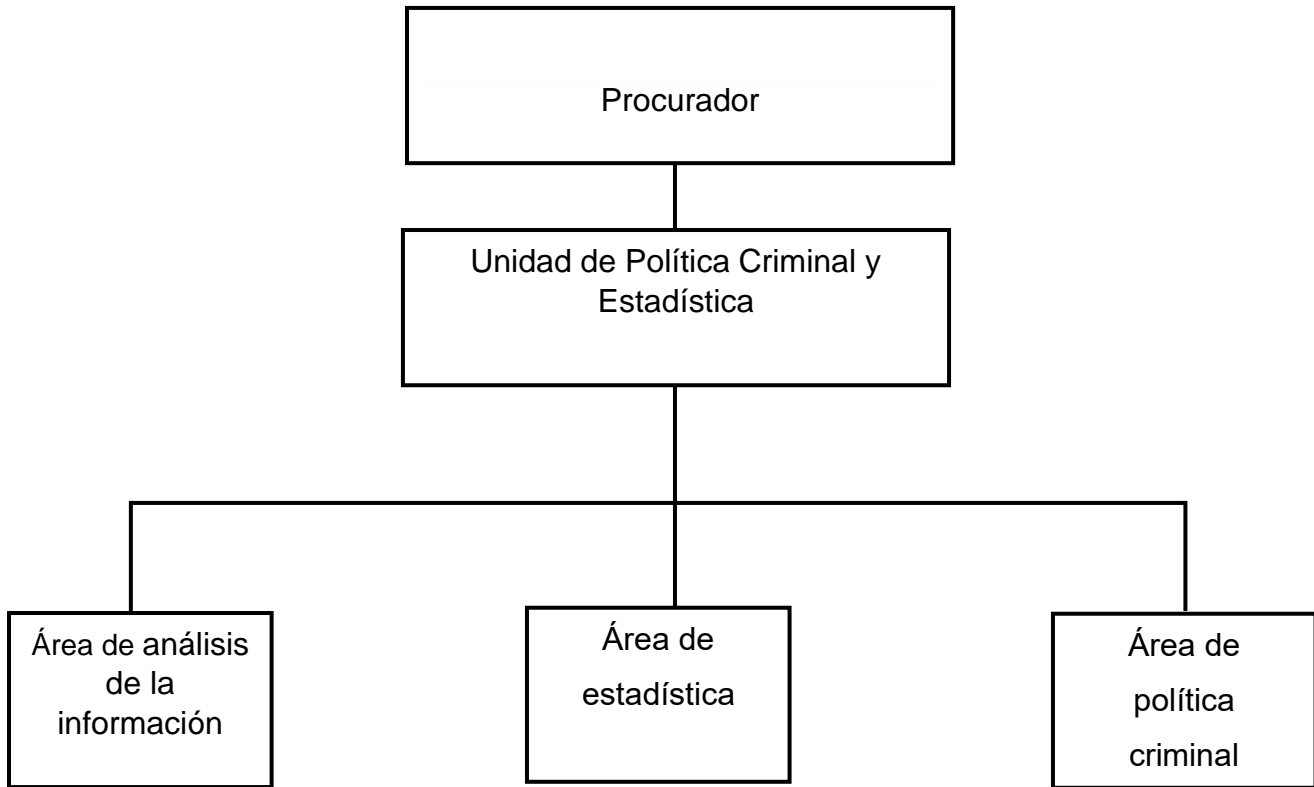 Procurador
Unidad de Política Criminal y
Estadística
Área de análisis
de la
información
Área de
estadística
Área de
política
criminal